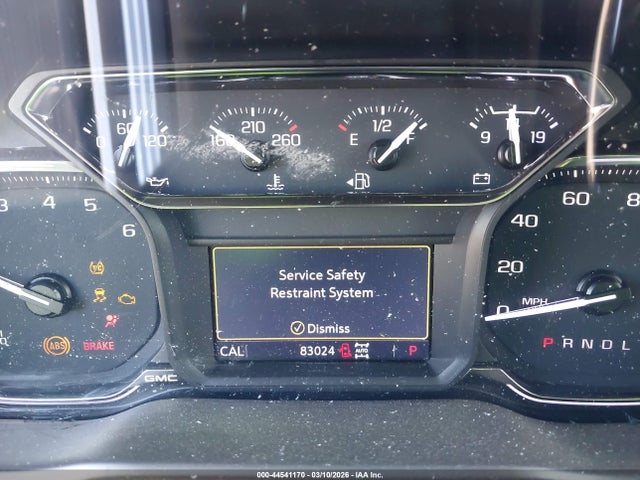 0 60 120
160 210 260
E 1/2 F
9 19
3 4 5 6
0 20 40 60 8
MPH
Service Safety
Restraint System
Dismiss
ABS BRAKE
CAL 83024 AUTO P
P R N D L
GMC
000-44541170 - 03/10/2026 - IAA Inc.